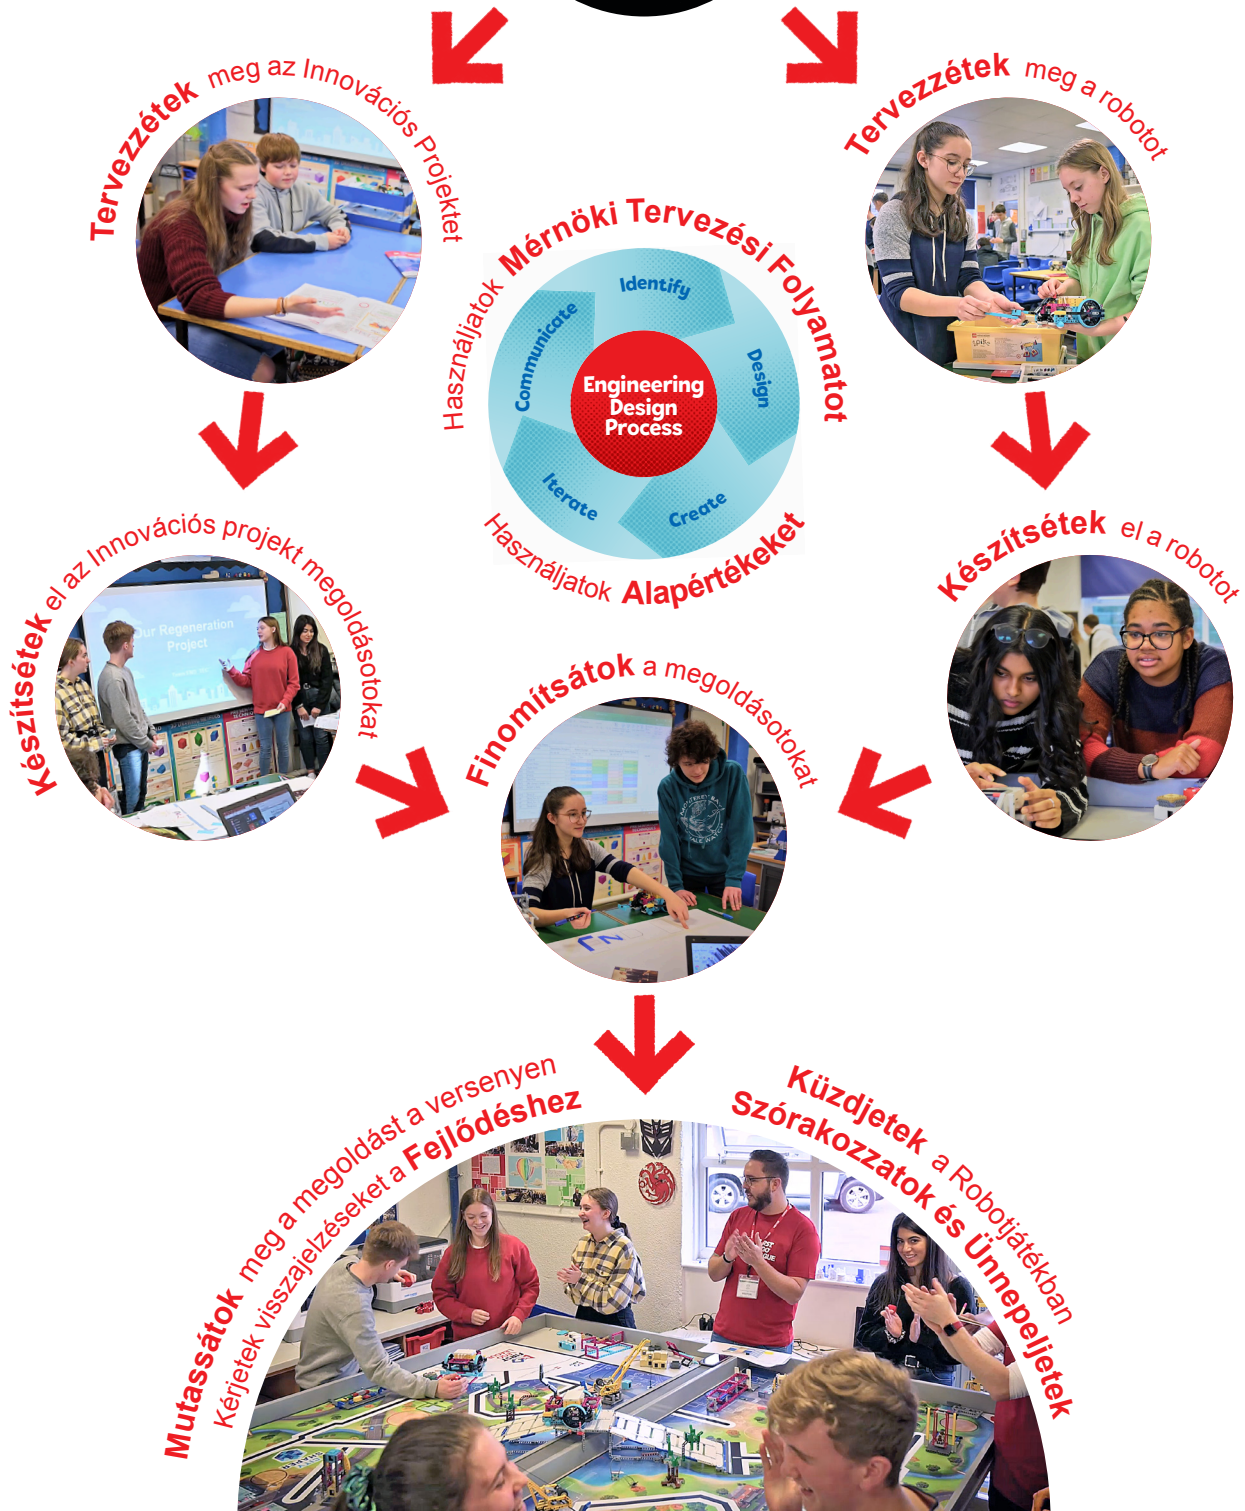 Tervezzétek meg az Innovációs Projektet
Tervezzétek meg a robotot
Használjatok Mérnöki Tervezési Folyamatot
Identify
Design
Create
Iterate
Communicate
Engineering
Design
Process
Használjatok Alapértékeket
Készítsétek el az Innovációs projekt megoldásotokat
Our Regeneration
Project
Készítsétek el a robotot
Finomítsátok a megoldásotokat
Mutassátok meg a megoldást a versenyen
Kérjetek visszajelzéseket a Fejlődéshez
Küzdjetek a Robotjátékban
Szórakozzatok és Ünnepeljetek